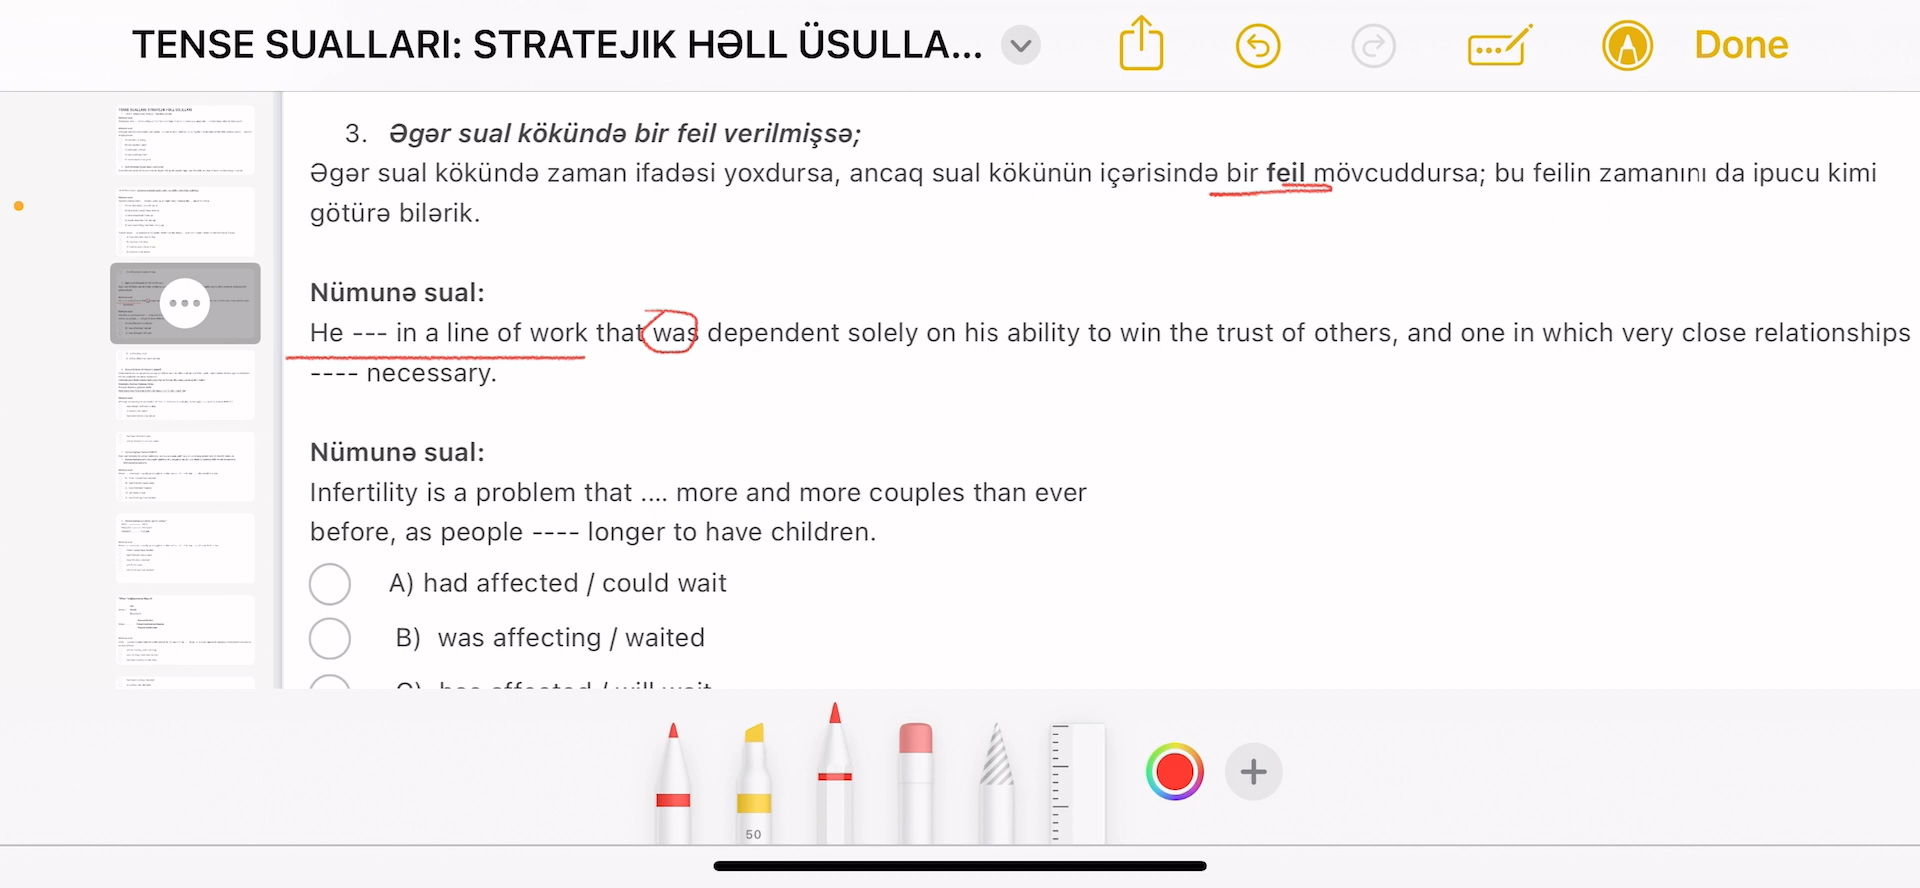 TENSE SUALLARI: STRATEJIK HƏLL ÜSULLA...
Done
3. Əgər sual kökündə bir feil verilmişsə;
Əgər sual kökündə zaman ifadəsi yoxdursa, ancaq sual kökünün içərisində bir feil mövcuddursa; bu feilin zamanını da ipucu kimi
götürə bilərik.
Nümunə sual:
He --- in a line of work that was dependent solely on his ability to win the trust of others, and one in which very close relationships
---- necessary.
Nümunə sual:
Infertility is a problem that .... more and more couples than ever
before, as people ---- longer to have children.
A) had affected / could wait
B) was affecting / waited
50